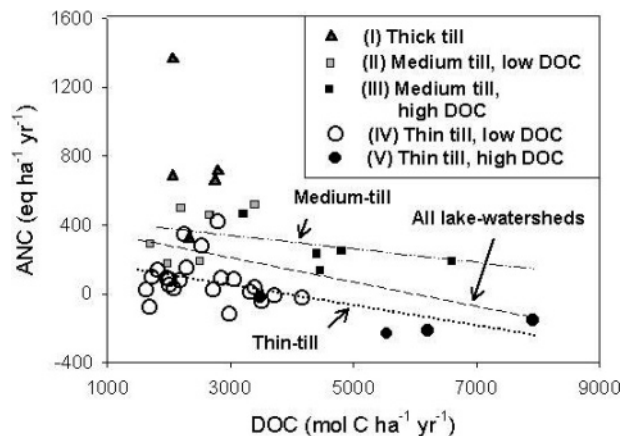 1600
1200
800
400
0
-400
ANC (eq ha⁻¹ yr⁻¹)
(I) Thick till
(II) Medium till, low DOC
(III) Medium till,
high DOC
(IV) Thin till, low DOC
(V) Thin till, high DOC
Medium-till
All lake-watersheds
Thin-till
1000 3000 5000 7000 9000
DOC (mol C ha⁻¹ yr⁻¹)